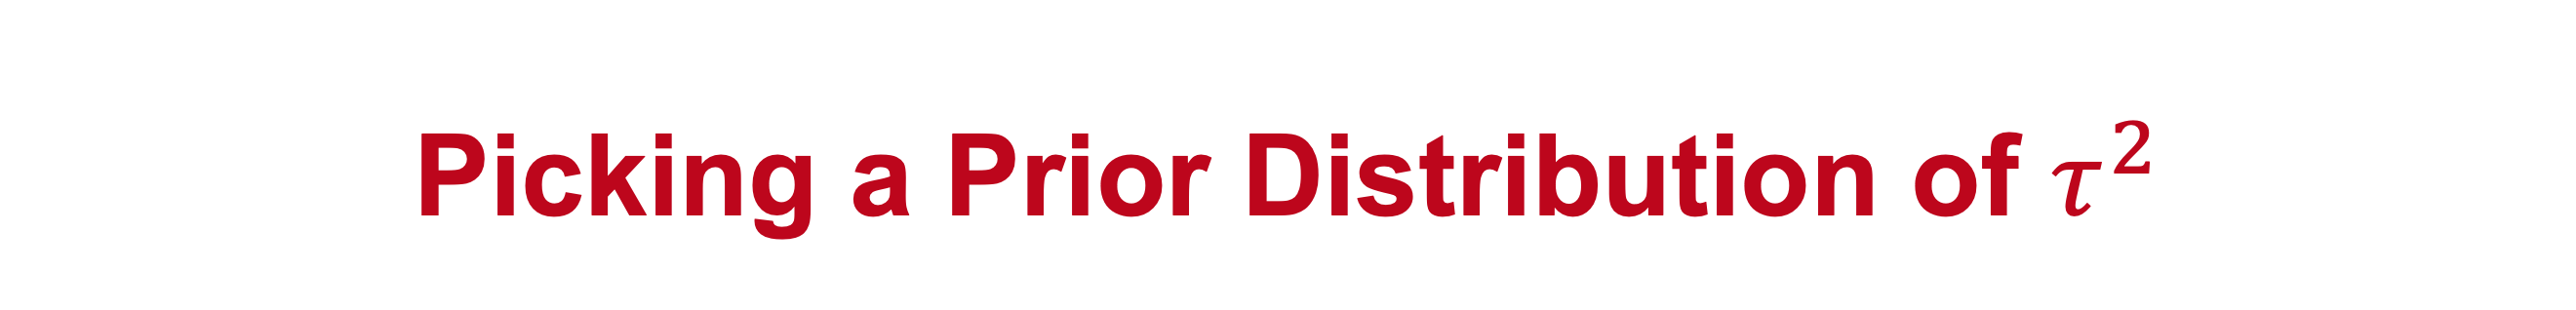 Picking a Prior Distribution of τ²